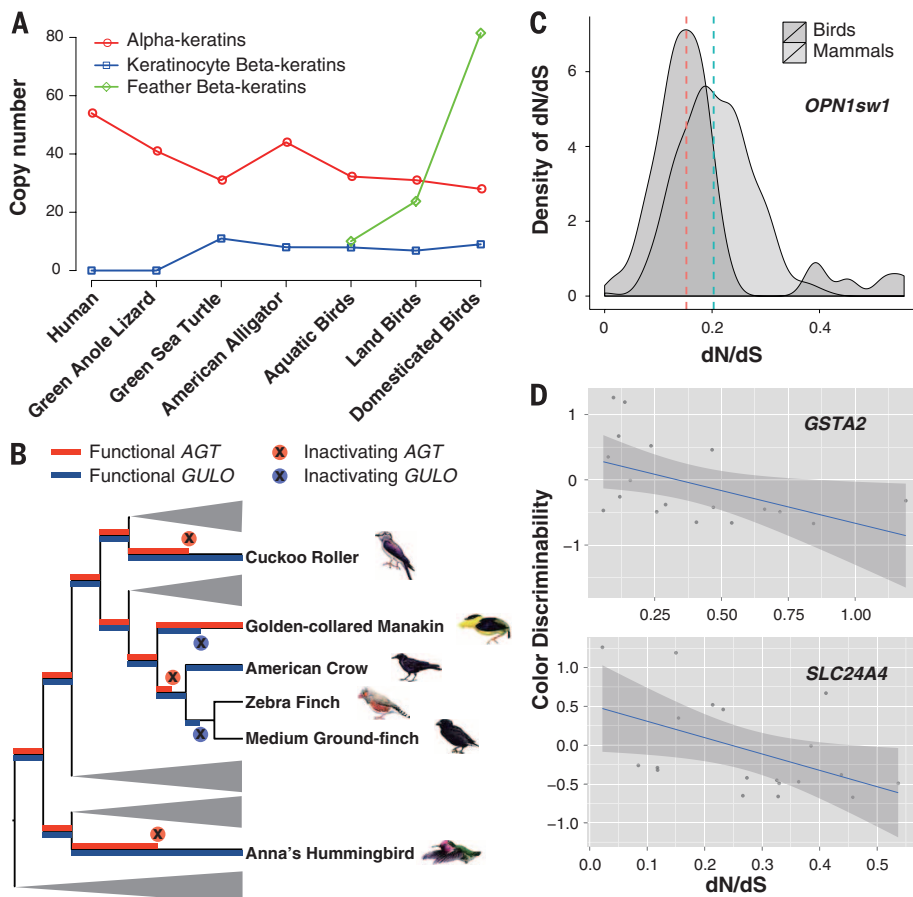 A
Copy number
80
60
40
20
0
Alpha-keratins
Keratinocyte Beta-keratins
Feather Beta-keratins
Human
Green Anole Lizard
Green Sea Turtle
American Alligator
Aquatic Birds
Land Birds
Domesticated Birds
B
Functional AGT
Functional GULO
X Inactivating AGT
X Inactivating GULO
X
Cuckoo Roller
Golden-collared Manakin
X
X
American Crow
Zebra Finch
X
Medium Ground-finch
X
Anna's Hummingbird
C
Density of dN/dS
6
4
2
0
Birds
Mammals
OPN1sw1
0 0.2 0.4
dN/dS
D
Color Discriminability
GSTA2
1
0
−1
0.25 0.50 0.75 1.00
SLC24A4
1.0
0.5
0.0
−0.5
−1.0
0.0 0.1 0.2 0.3 0.4 0.5
dN/dS